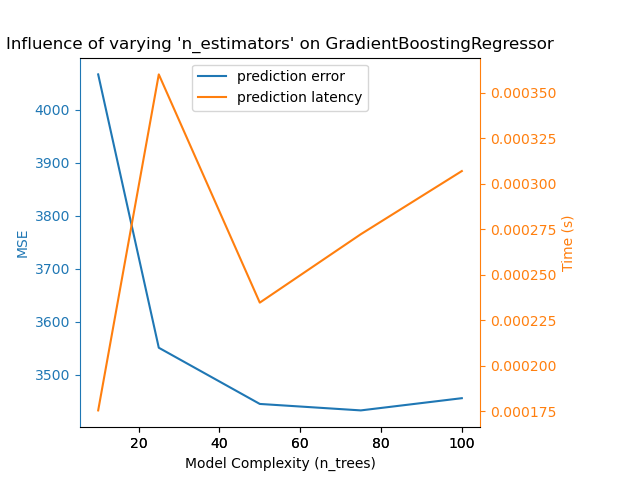 Influence of varying 'n_estimators' on GradientBoostingRegressor
prediction error
prediction latency
4000
3900
3800
3700
3600
3500
MSE
0.000350
0.000325
0.000300
0.000275
0.000250
0.000225
0.000200
0.000175
Time (s)
20 40 60 80 100
Model Complexity (n_trees)